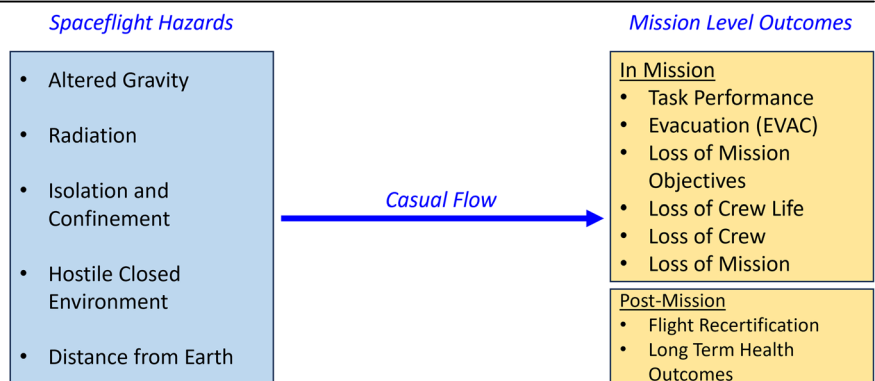 Spaceflight Hazards
• Altered Gravity
• Radiation
• Isolation and
Confinement
• Hostile Closed
Environment
• Distance from Earth
Casual Flow
Mission Level Outcomes
In Mission
• Task Performance
• Evacuation (EVAC)
• Loss of Mission
Objectives
• Loss of Crew Life
• Loss of Crew
• Loss of Mission
Post-Mission
• Flight Recertification
• Long Term Health
Outcomes